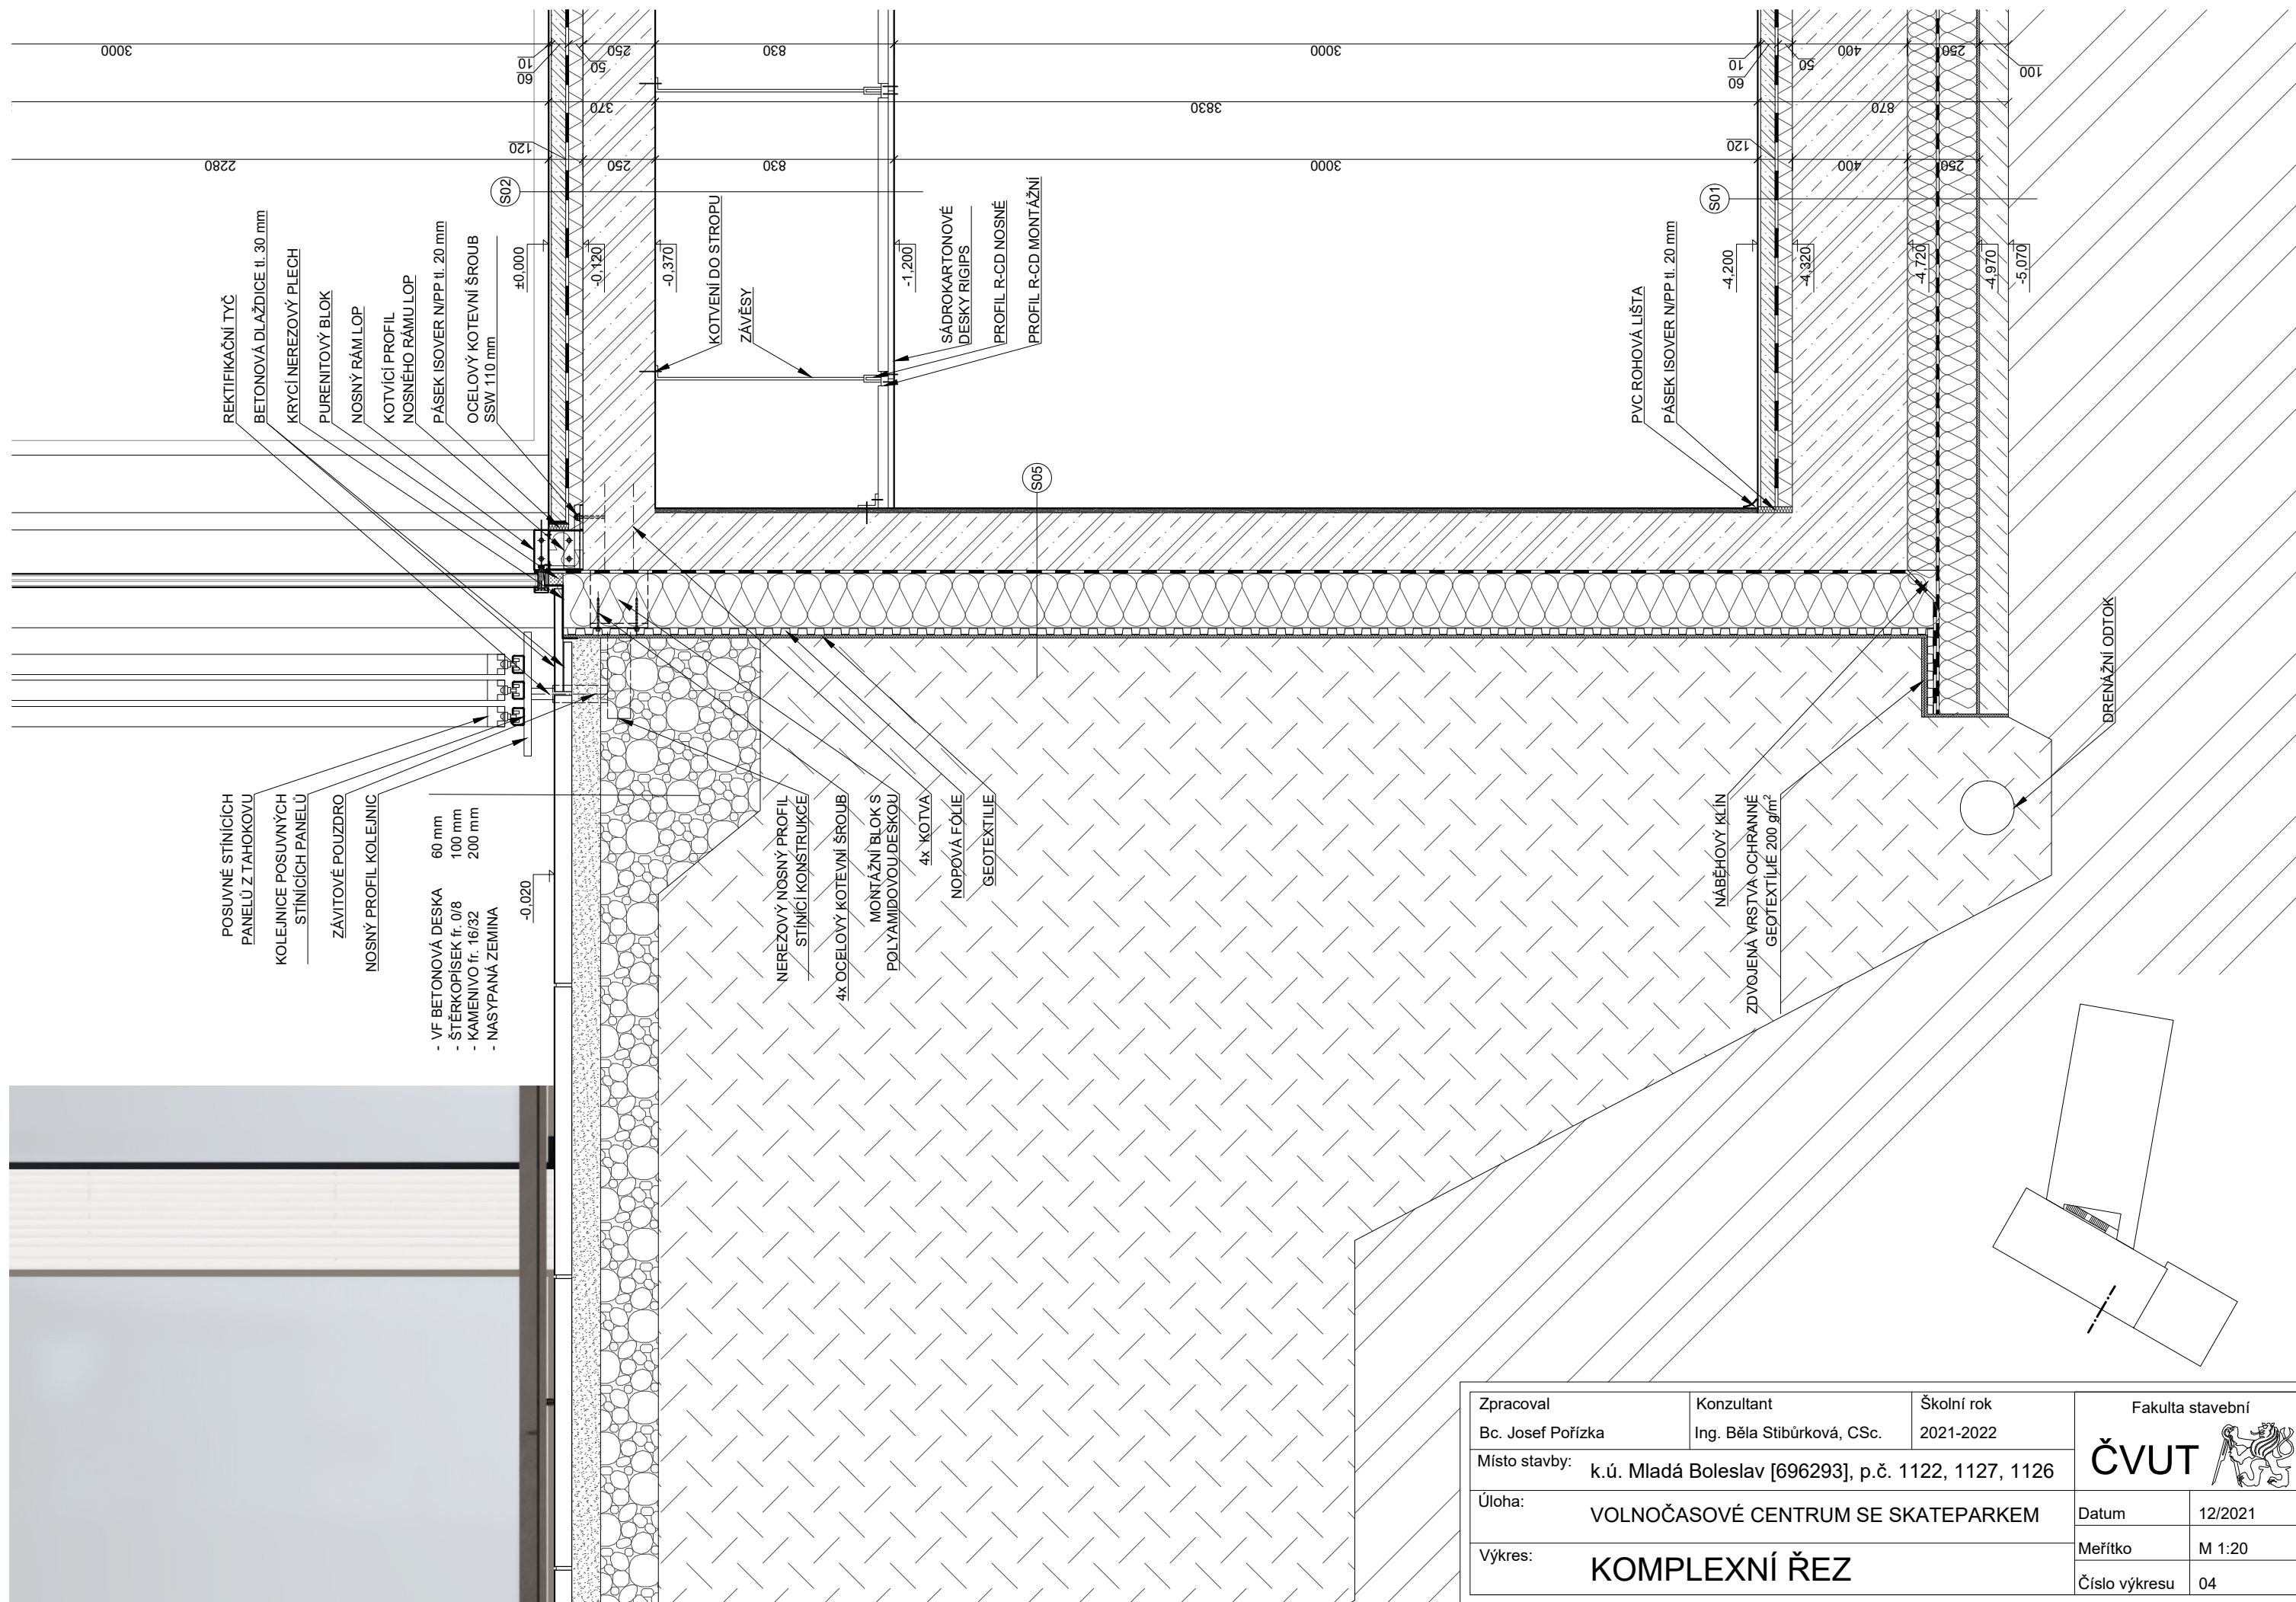 3000
10
60
50
250
830
3000
10
60
50
400
250
100
370
3830
870
2280
120
250
830
3000
120
400
250
S02
S01
S05
REKTIFIKAČNÍ TYČ
BETONOVÁ DLAŽDICE tl. 30 mm
KRYCÍ NEREZOVÝ PLECH
PURENITOVÝ BLOK
NOSNÝ RÁM LOP
KOTVÍCÍ PROFIL
NOSNÉHO RÁMU LOP
PÁSEK ISOVER N/PP tl. 20 mm
OCELOVÝ KOTEVNÍ ŠROUB
SSW 110 mm
±0,000
-0,120
-0,370
KOTVENÍ DO STROPU
ZÁVĚSY
-1,200
SÁDROKARTONOVÉ
DESKY RIGIPS
PROFIL R-CD NOSNÉ
PROFIL R-CD MONTÁŽNÍ
PVC ROHOVÁ LIŠTA
PÁSEK ISOVER N/PP tl. 20 mm
-4,200
-4,320
-4,720
-4,970
-5,070
POSUVNÉ STÍNÍCÍCH
PANELŮ Z TAHOKOVU
KOLEJNICE POSUVNÝCH
STÍNÍCÍCH PANELŮ
ZÁVITOVÉ POUZDRO
NOSNÝ PROFIL KOLEJNIC
- VF BETONOVÁ DESKA 60 mm
- ŠTĚRKOPÍSEK fr. 0/8 100 mm
- KAMENIVO fr. 16/32 200 mm
- NASYPANÁ ZEMINA
-0,020
NEREZOVÝ NOSNÝ PROFIL
STÍNÍCÍ KONSTRUKCE
4x OCELOVÝ KOTEVNÍ ŠROUB
MONTÁŽNÍ BLOK S
POLYAMIDOVOU DESKOU
4x KOTVA
NOPOVÁ FÓLIE
GEOTEXTILIE
NÁBĚHOVÝ KLÍN
ZDVOJENÁ VRSTVA OCHRANNÉ
GEOTEXTÍLIE 200 g/m²
DRENÁŽNÍ ODTOK
Zpracoval
Bc. Josef Pořízka
Konzultant
Ing. Běla Stibůrková, CSc.
Školní rok
2021-2022
Fakulta stavební
ČVUT
Místo stavby: k.ú. Mladá Boleslav [696293], p.č. 1122, 1127, 1126
Úloha: VOLNOČASOVÉ CENTRUM SE SKATEPARKEM
Výkres: KOMPLEXNÍ ŘEZ
Datum 12/2021
Meřítko M 1:20
Číslo výkresu 04